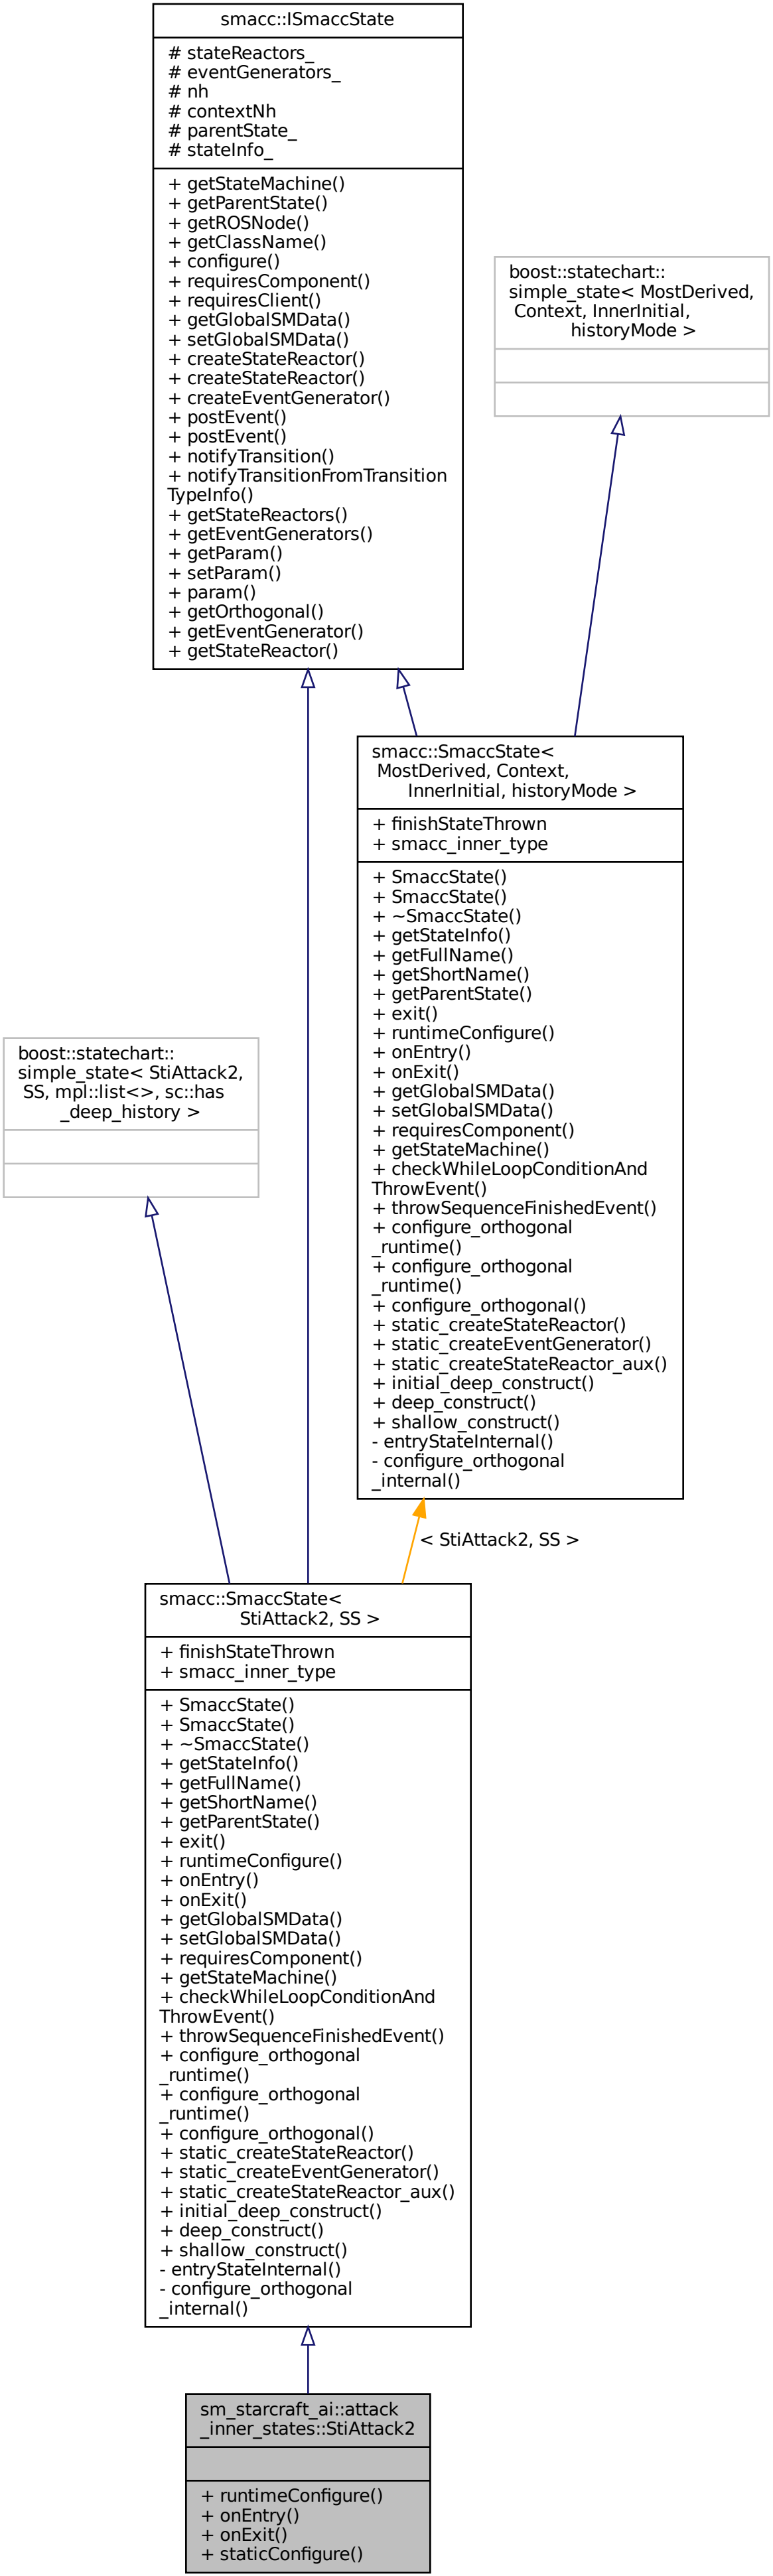 smacc::ISmaccState
# stateReactors_
# eventGenerators_
# nh
# contextNh
# parentState_
# stateInfo_
+ getStateMachine()
+ getParentState()
+ getROSNode()
+ getClassName()
+ configure()
+ requiresComponent()
+ requiresClient()
+ getGlobalSMData()
+ setGlobalSMData()
+ createStateReactor()
+ createStateReactor()
+ createEventGenerator()
+ postEvent()
+ postEvent()
+ notifyTransition()
+ notifyTransitionFromTransition
TypeInfo()
+ getStateReactors()
+ getEventGenerators()
+ getParam()
+ setParam()
+ param()
+ getOrthogonal()
+ getEventGenerator()
+ getStateReactor()
boost::statechart::
simple_state< MostDerived,
Context, InnerInitial,
historyMode >
smacc::SmaccState<
MostDerived, Context,
InnerInitial, historyMode >
+ finishStateThrown
+ smacc_inner_type
+ SmaccState()
+ SmaccState()
+ ~SmaccState()
+ getStateInfo()
+ getFullName()
+ getShortName()
+ getParentState()
+ exit()
+ runtimeConfigure()
+ onEntry()
+ onExit()
+ getGlobalSMData()
+ setGlobalSMData()
+ requiresComponent()
+ getStateMachine()
+ checkWhileLoopConditionAnd
ThrowEvent()
+ throwSequenceFinishedEvent()
+ configure_orthogonal
_runtime()
+ configure_orthogonal
_runtime()
+ configure_orthogonal()
+ static_createStateReactor()
+ static_createEventGenerator()
+ static_createStateReactor_aux()
+ initial_deep_construct()
+ deep_construct()
+ shallow_construct()
- entryStateInternal()
- configure_orthogonal
_internal()
boost::statechart::
simple_state< StiAttack2,
SS, mpl::list<>, sc::has
_deep_history >
< StiAttack2, SS >
smacc::SmaccState<
StiAttack2, SS >
+ finishStateThrown
+ smacc_inner_type
+ SmaccState()
+ SmaccState()
+ ~SmaccState()
+ getStateInfo()
+ getFullName()
+ getShortName()
+ getParentState()
+ exit()
+ runtimeConfigure()
+ onEntry()
+ onExit()
+ getGlobalSMData()
+ setGlobalSMData()
+ requiresComponent()
+ getStateMachine()
+ checkWhileLoopConditionAnd
ThrowEvent()
+ throwSequenceFinishedEvent()
+ configure_orthogonal
_runtime()
+ configure_orthogonal
_runtime()
+ configure_orthogonal()
+ static_createStateReactor()
+ static_createEventGenerator()
+ static_createStateReactor_aux()
+ initial_deep_construct()
+ deep_construct()
+ shallow_construct()
- entryStateInternal()
- configure_orthogonal
_internal()
sm_starcraft_ai::attack
_inner_states::StiAttack2
+ runtimeConfigure()
+ onEntry()
+ onExit()
+ staticConfigure()